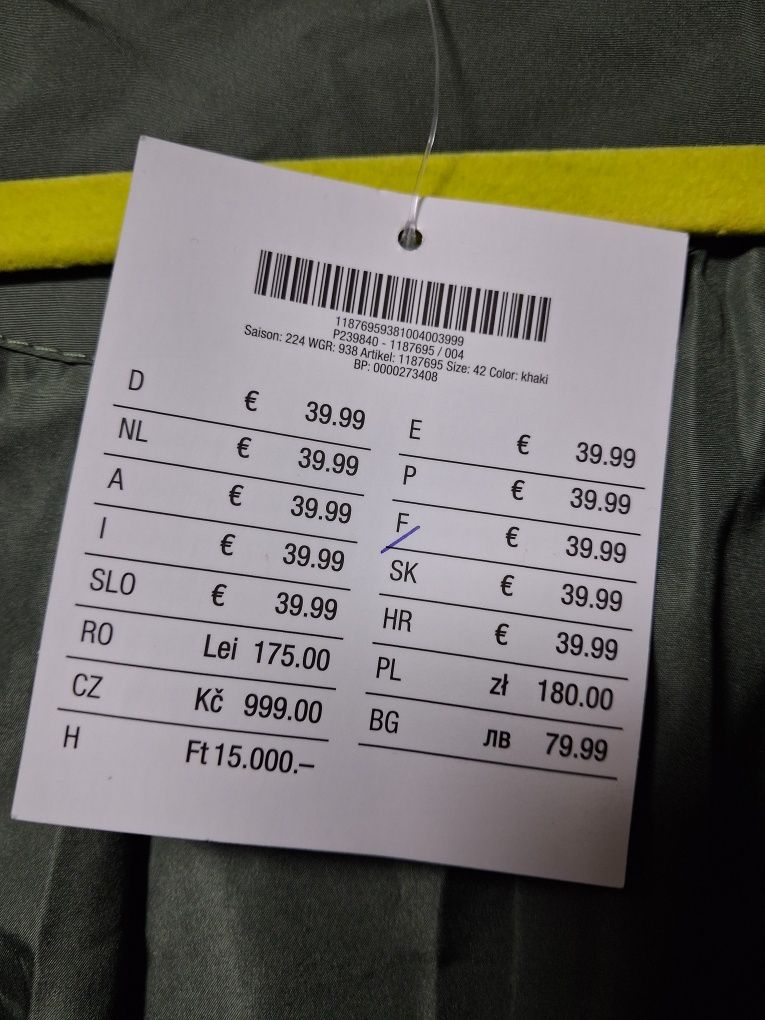 11876959381004003999
P239840 - 1187695 / 004
Saison: 224 WGR: 938 Artikel: 1187695 Size: 42 Color: khaki
BP: 0000273408
D € 39.99
NL € 39.99
A € 39.99
I € 39.99
SLO € 39.99
RO Lei 175.00
CZ Kč 999.00
H Ft 15.000.–
E € 39.99
P € 39.99
F € 39.99
SK € 39.99
HR € 39.99
PL zł 180.00
BG лв 79.99